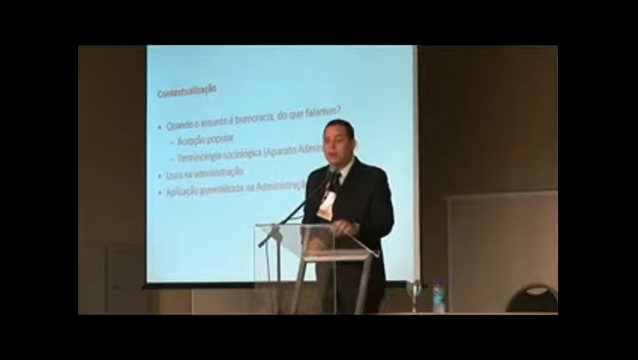 Contextualização
• Quando o assunto é burocracia, do que falamos?
– Acepção popular
– Terminologia sociológica (Aparato Admin
• Usos na administração
• Aplicação generalizada na Administração